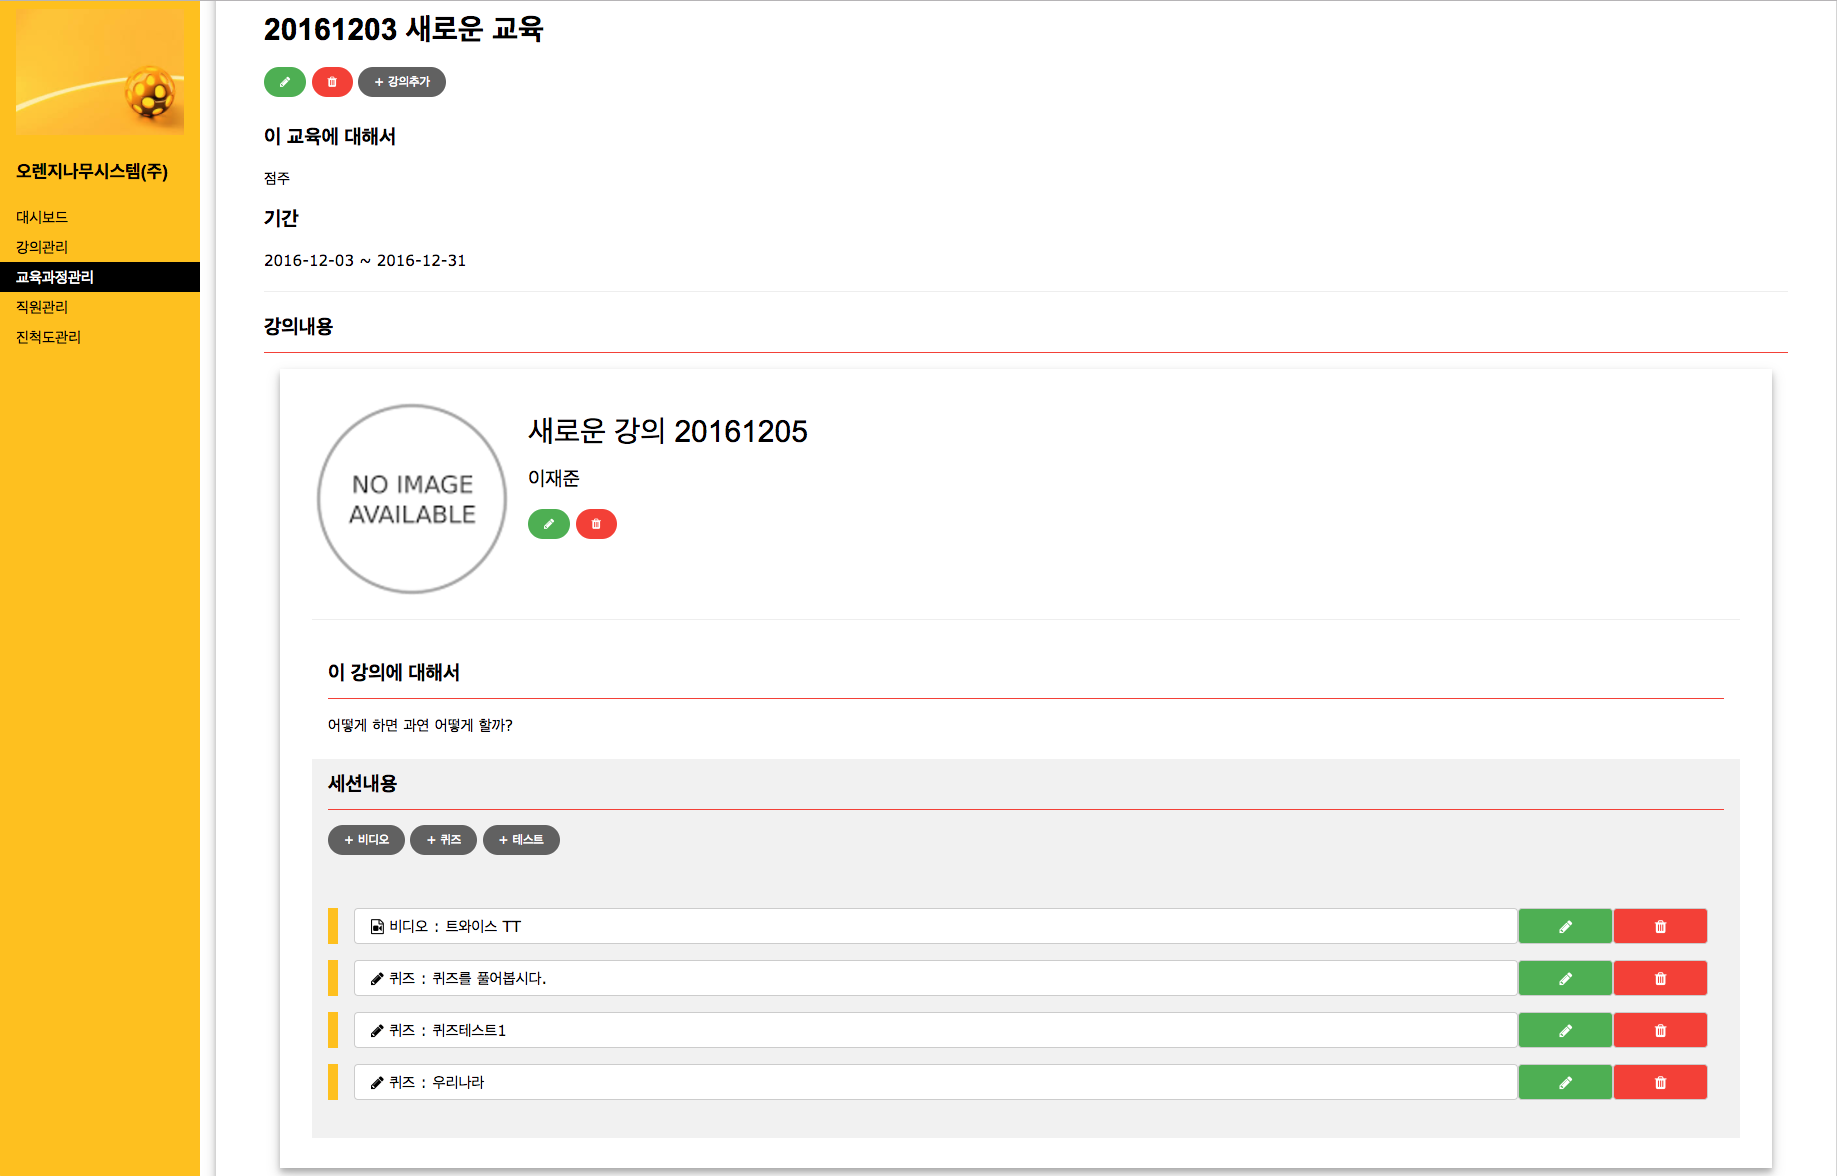 오렌지나무시스템(주)
대시보드
강의관리
교육과정관리
직원관리
진척도관리
20161203 새로운 교육
+ 강의추가
이 교육에 대해서
점주
기간
2016-12-03 ~ 2016-12-31
강의내용
NO IMAGE
AVAILABLE
새로운 강의 20161205
이재준
이 강의에 대해서
어떻게 하면 과연 어떻게 할까?
세션내용
+ 비디오 + 퀴즈 + 테스트
비디오 : 트와이스 TT
퀴즈 : 퀴즈를 풀어봅시다.
퀴즈 : 퀴즈테스트1
퀴즈 : 우리나라